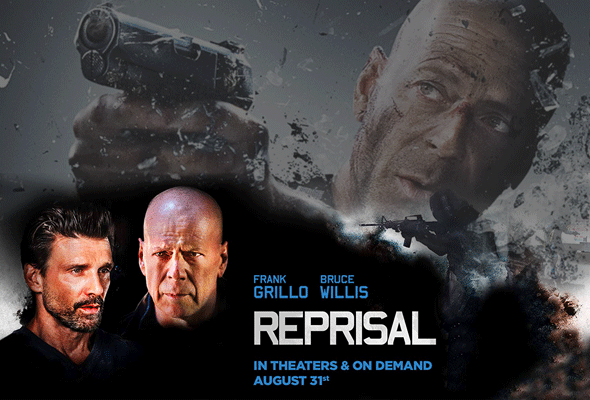 FRANK BRUCE
GRILLO WILLIS
REPRISAL
IN THEATERS & ON DEMAND
AUGUST 31st